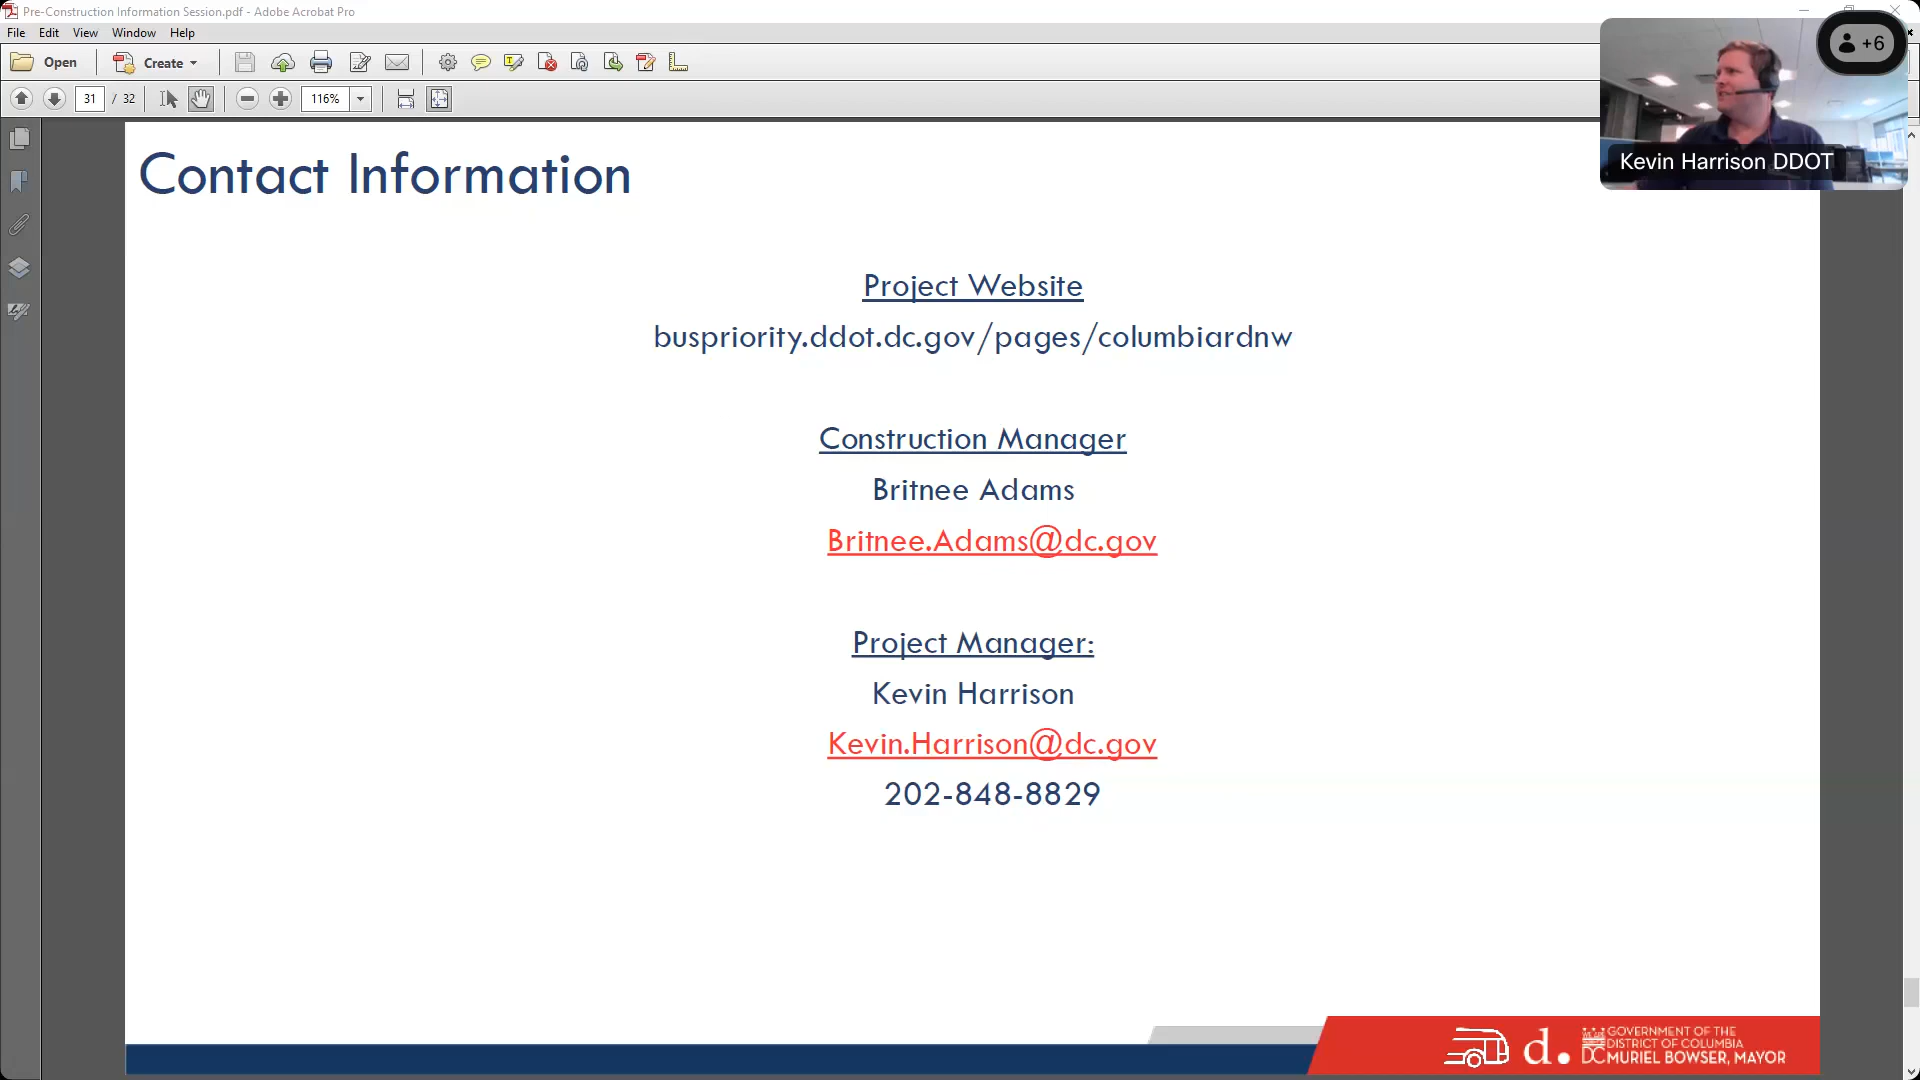 Pre-Construction Information Session.pdf - Adobe Acrobat Pro
File Edit View Window Help
Open Create
31 / 32 116%
+6
Kevin Harrison DDOT
Contact Information
Project Website
buspriority.ddot.dc.gov/pages/columbiardnw
Construction Manager
Britnee Adams
Britnee.Adams@dc.gov
Project Manager:
Kevin Harrison
Kevin.Harrison@dc.gov
202-848-8829
d.
WE ARE
DC
GOVERNMENT OF THE
DISTRICT OF COLUMBIA
MURIEL BOWSER, MAYOR